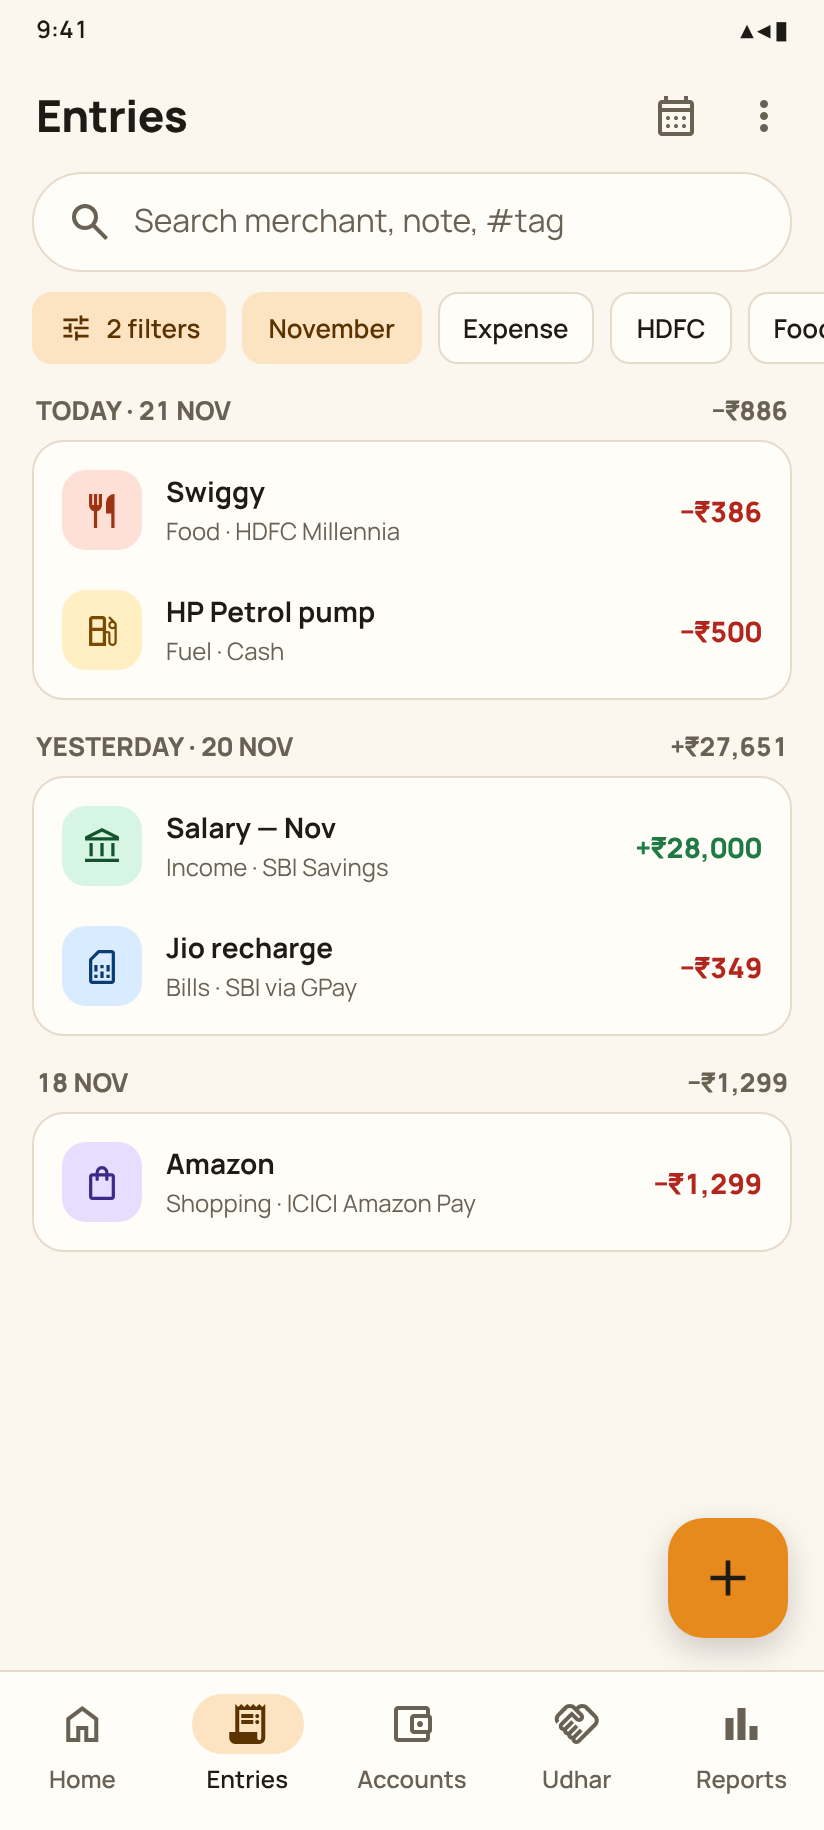 9:41
Entries
Search merchant, note, #tag
2 filters
November
Expense
HDFC
TODAY · 21 NOV
−₹886
Swiggy
Food · HDFC Millennia
−₹386
HP Petrol pump
Fuel · Cash
−₹500
YESTERDAY · 20 NOV
+₹27,651
Salary — Nov
Income · SBI Savings
+₹28,000
Jio recharge
Bills · SBI via GPay
−₹349
18 NOV
−₹1,299
Amazon
Shopping · ICICI Amazon Pay
−₹1,299
Home
Entries
Accounts
Udhar
Reports